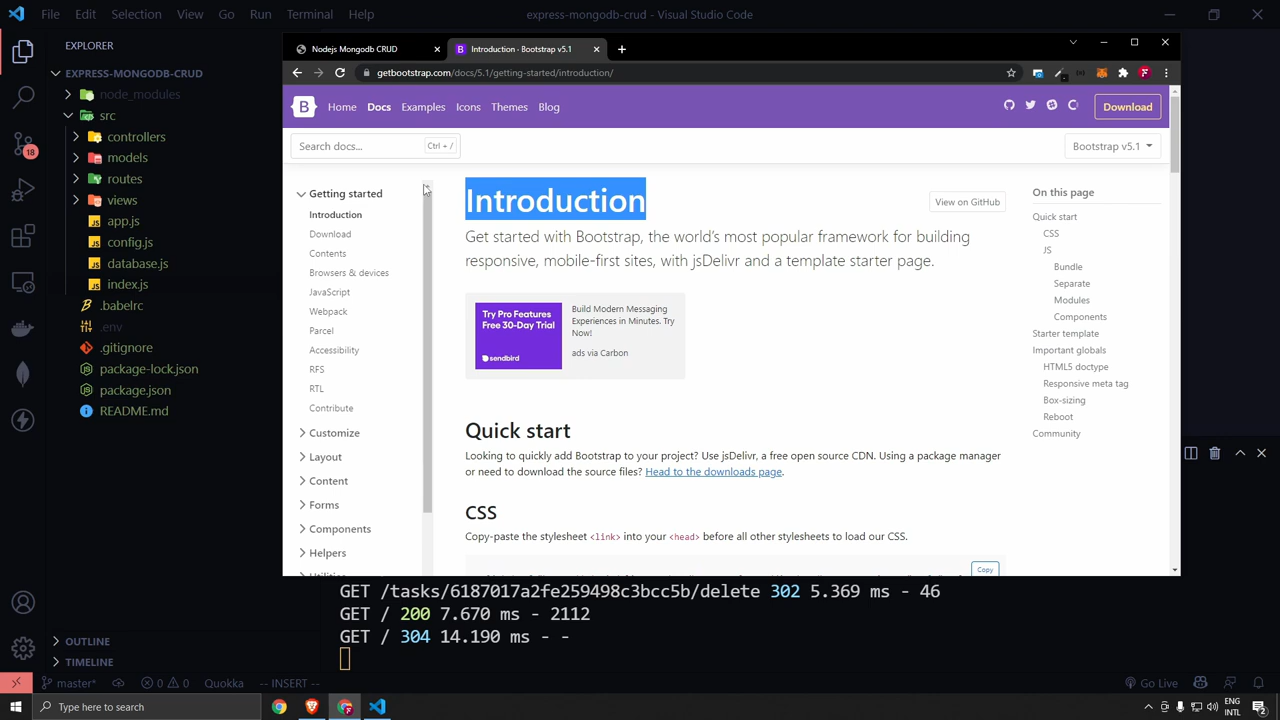 File Edit Selection View Go Run Terminal Help
express-mongodb-crud - Visual Studio Code
EXPLORER
EXPRESS-MONGODB-CRUD
node_modules
src
controllers
models
routes
views
app.js
config.js
database.js
index.js
.babelrc
.env
.gitignore
package-lock.json
package.json
README.md
OUTLINE
TIMELINE
18
Nodejs Mongodb CRUD
Introduction · Bootstrap v5.1
getbootstrap.com/docs/5.1/getting-started/introduction/
B
Home Docs Examples Icons Themes Blog
Download
Search docs... Ctrl + /
Bootstrap v5.1
Getting started
Introduction
Download
Contents
Browsers & devices
JavaScript
Webpack
Parcel
Accessibility
RFS
RTL
Contribute
Customize
Layout
Content
Forms
Components
Helpers
Introduction
View on GitHub
Get started with Bootstrap, the world’s most popular framework for building
responsive, mobile-first sites, with jsDelivr and a template starter page.
Try Pro Features
Free 30-Day Trial
sendbird
Build Modern Messaging
Experiences in Minutes. Try
Now!
ads via Carbon
Quick start
Looking to quickly add Bootstrap to your project? Use jsDelivr, a free open source CDN. Using a package manager
or need to download the source files? Head to the downloads page.
CSS
Copy-paste the stylesheet <link> into your <head> before all other stylesheets to load our CSS.
Copy
On this page
Quick start
CSS
JS
Bundle
Separate
Modules
Components
Starter template
Important globals
HTML5 doctype
Responsive meta tag
Box-sizing
Reboot
Community
GET /tasks/6187017a2fe259498c3bcc5b/delete 302 5.369 ms - 46
GET / 200 7.670 ms - 2112
GET / 304 14.190 ms - -
master* 0 0 Quokka -- INSERT --
Go Live
Type here to search
ENG
INTL
2